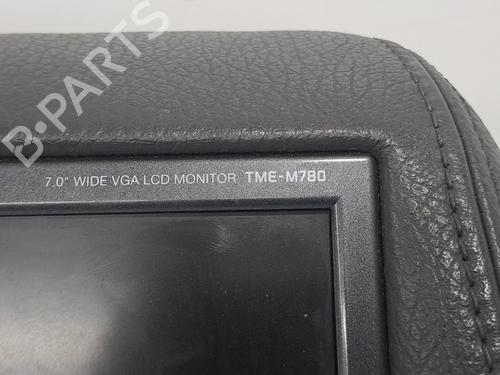 B-PARTS
7.0" WIDE VGA LCD MONITOR TME-M780